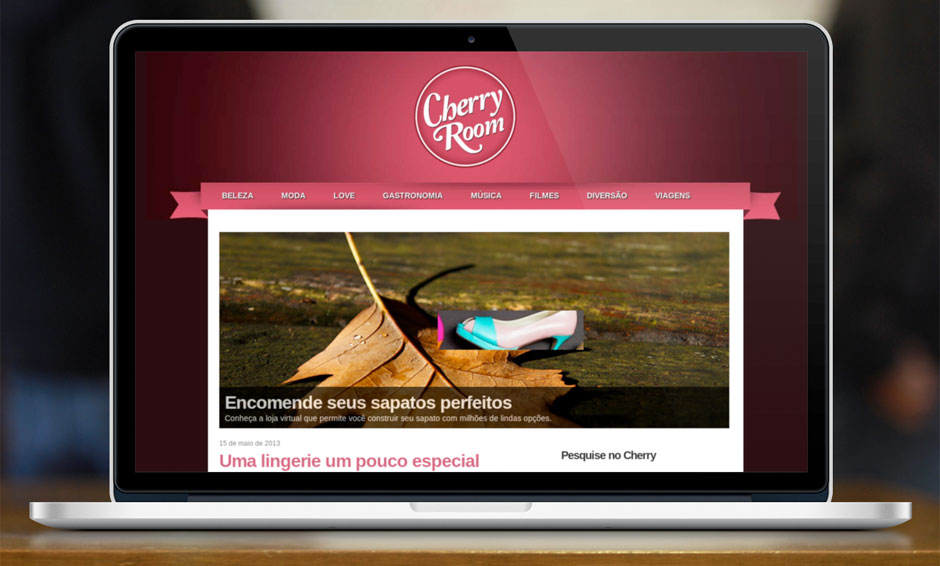 Cherry
Room
BELEZA MODA LOVE GASTRONOMIA MÚSICA FILMES DIVERSÃO VIAGENS
Encomende seus sapatos perfeitos
Conheça a loja virtual que permite você construir seu sapato com milhões de lindas opções.
15 de maio de 2013
Uma lingerie um pouco especial
Pesquise no Cherry